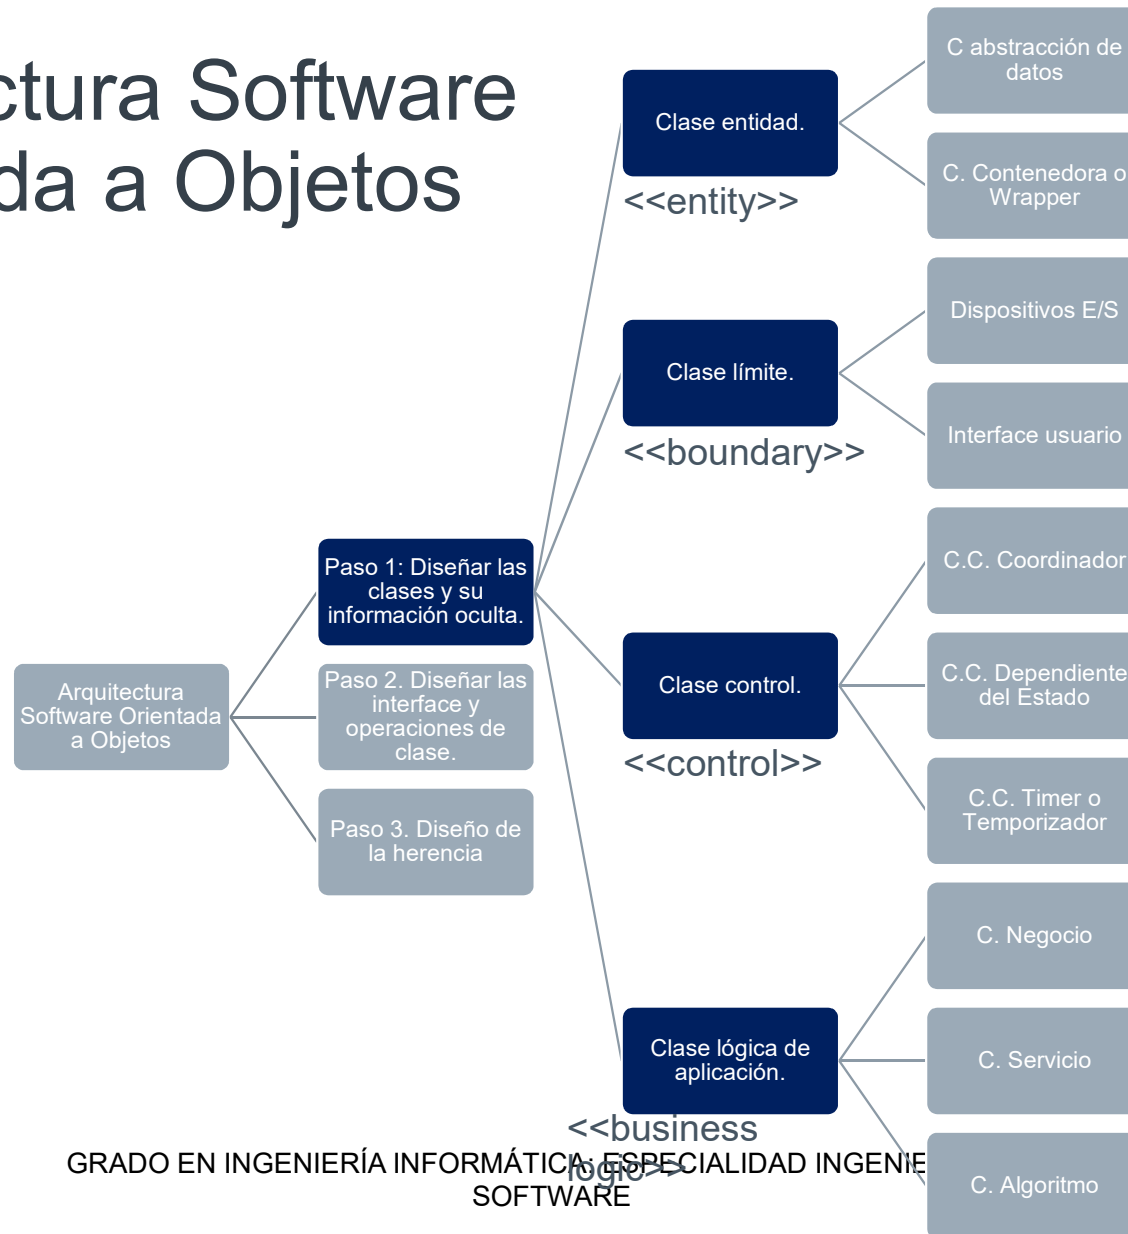 ctura Software
da a Objetos
Arquitectura
Software Orientada
a Objetos
Paso 1: Diseñar las
clases y su
información oculta.
Paso 2. Diseñar las
interface y
operaciones de
clase.
Paso 3. Diseño de
la herencia
Clase entidad.
<<entity>>
C abstracción de
datos
C. Contenedora o
Wrapper
Clase límite.
<<boundary>>
Dispositivos E/S
Interface usuario
Clase control.
<<control>>
C.C. Coordinador
C.C. Dependiente
del Estado
C.C. Timer o
Temporizador
Clase lógica de
aplicación.
<<business
logic>>
C. Negocio
C. Servicio
C. Algoritmo
GRADO EN INGENIERÍA INFORMÁTICA: ESPECIALIDAD INGENIE
SOFTWARE